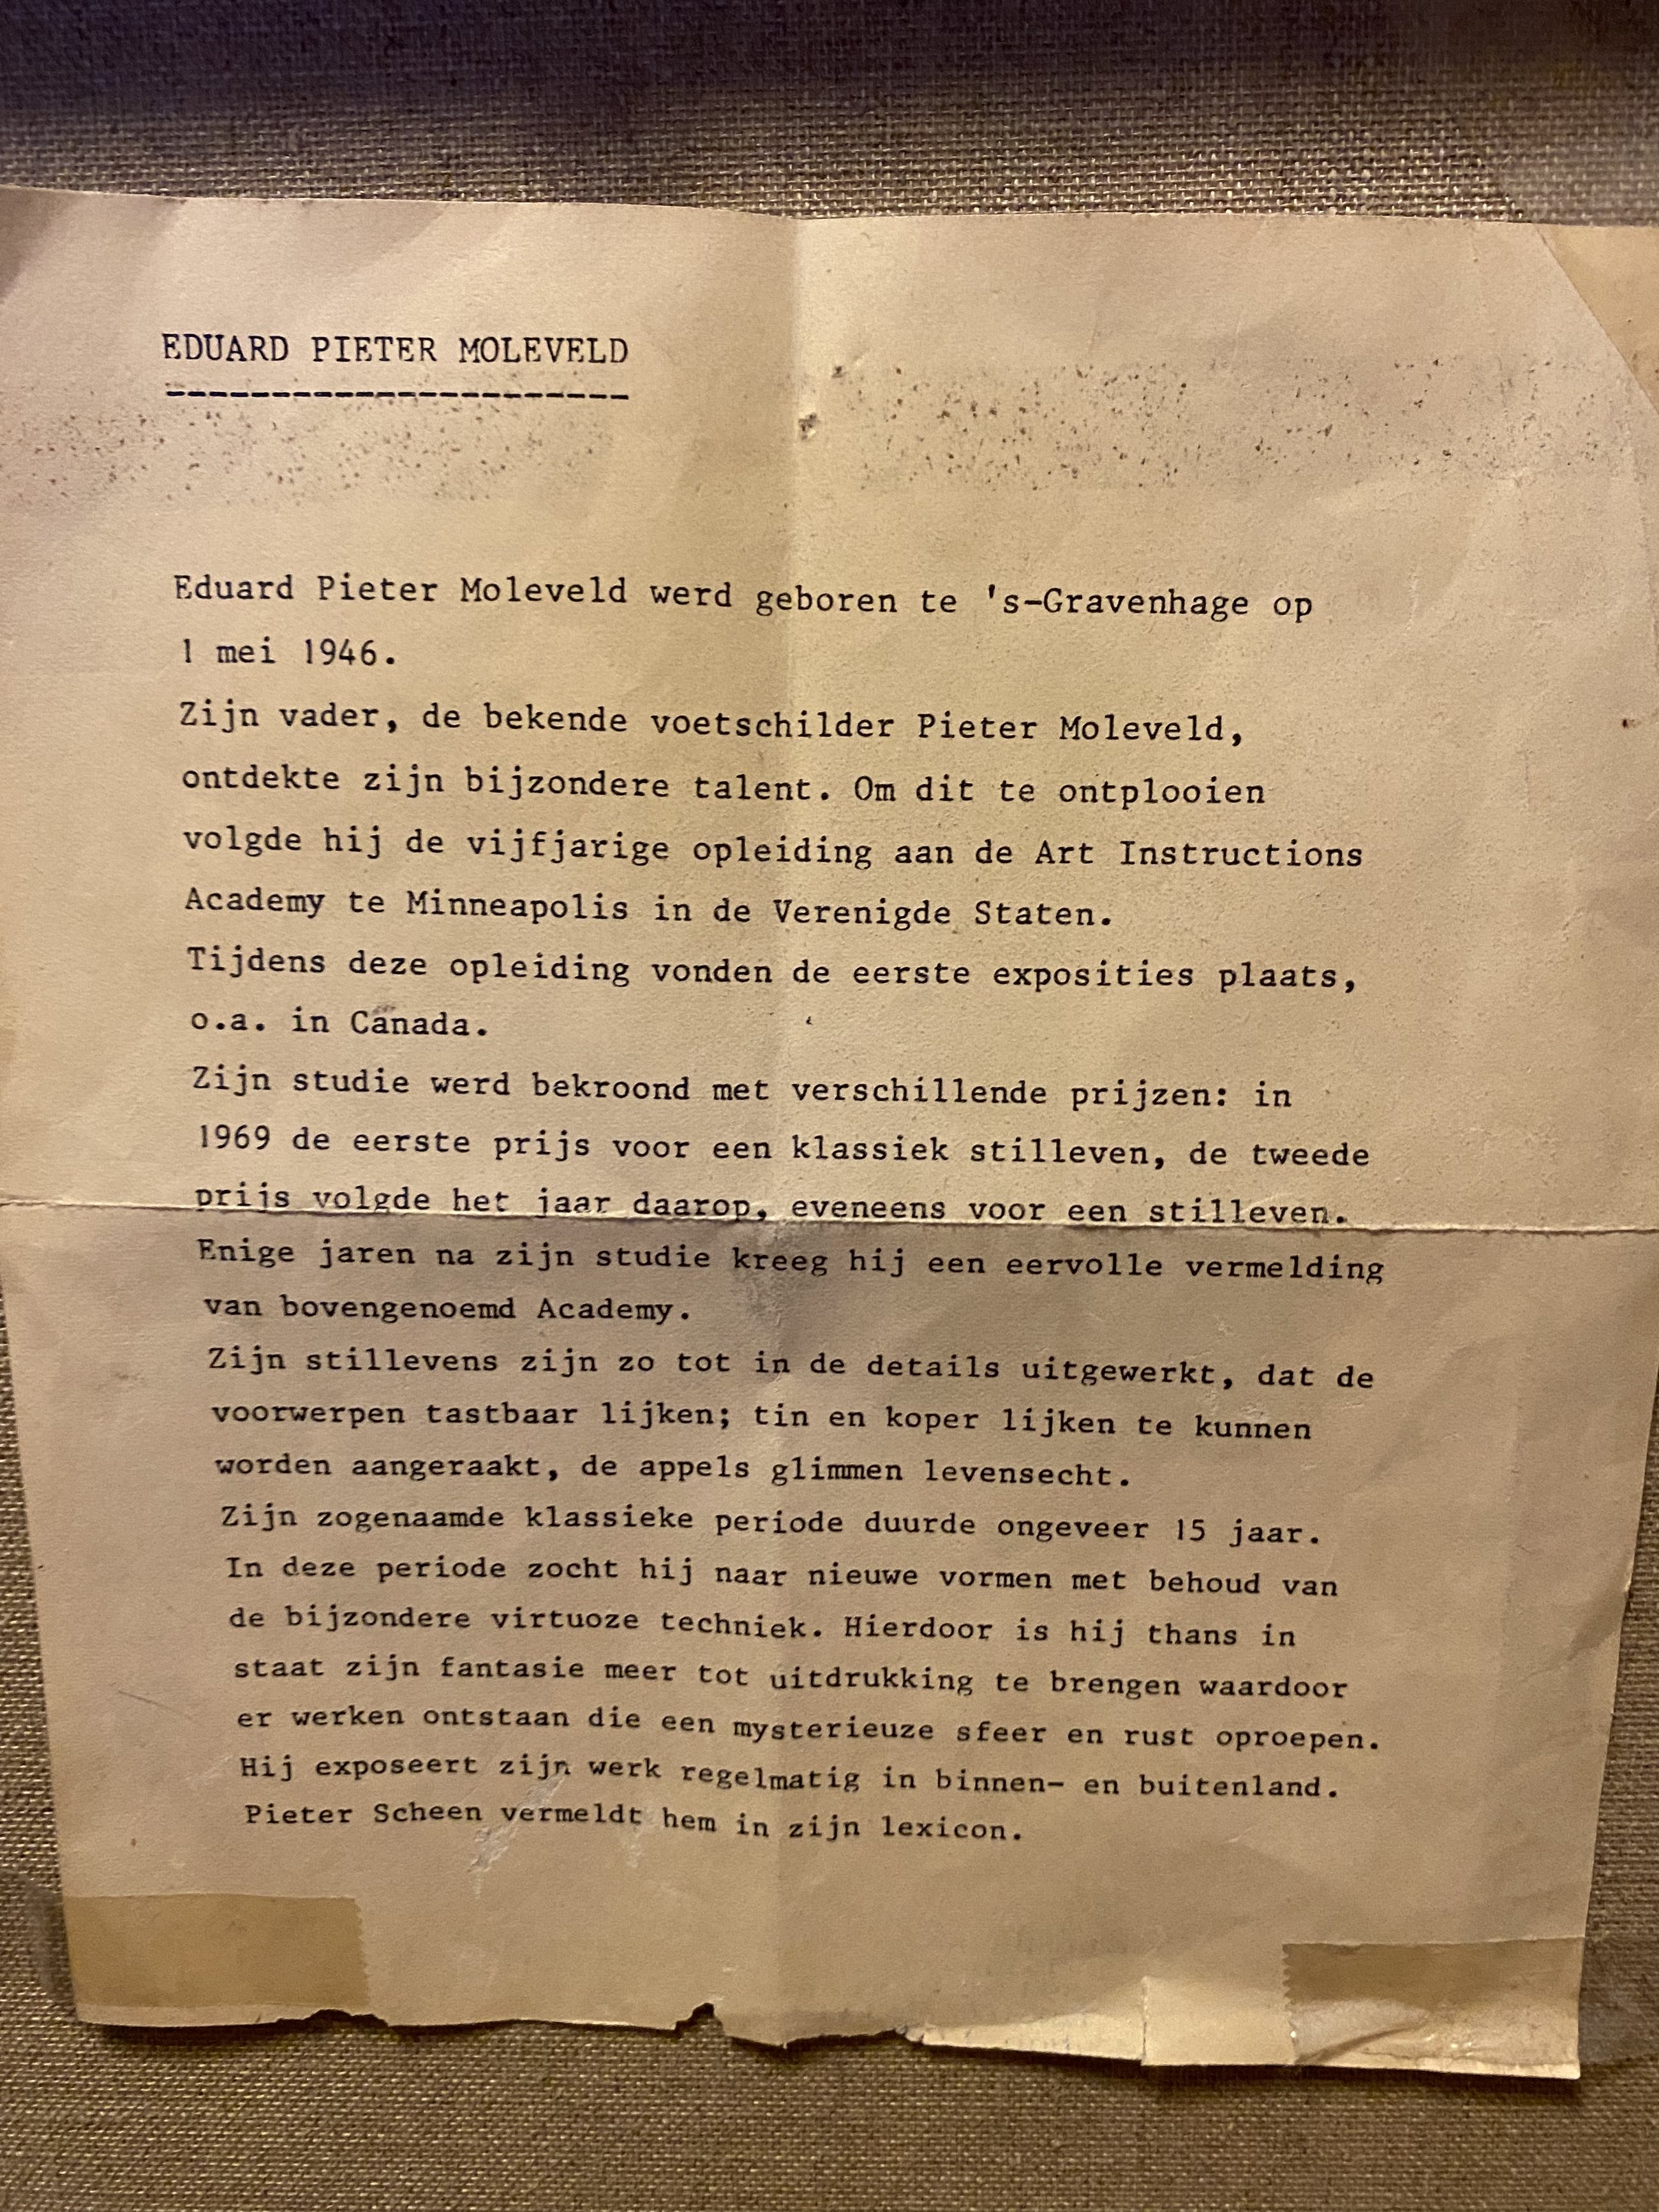 EDUARD PIETER MOLEVELD
----------------------
Eduard Pieter Moleveld werd geboren te 's-Gravenhage op
1 mei 1946.
Zijn vader, de bekende voetschilder Pieter Moleveld,
ontdekte zijn bijzondere talent. Om dit te ontplooien
volgde hij de vijfjarige opleiding aan de Art Instructions
Academy te Minneapolis in de Verenigde Staten.
Tijdens deze opleiding vonden de eerste exposities plaats,
o.a. in Canada.
Zijn studie werd bekroond met verschillende prijzen: in
1969 de eerste prijs voor een klassiek stilleven, de tweede
prijs volgde het jaar daarop, eveneens voor een stilleven.
Enige jaren na zijn studie kreeg hij een eervolle vermelding
van bovengenoemd Academy.
Zijn stillevens zijn zo tot in de details uitgewerkt, dat de
voorwerpen tastbaar lijken; tin en koper lijken te kunnen
worden aangeraakt, de appels glimmen levensecht.
Zijn zogenaamde klassieke periode duurde ongeveer 15 jaar.
In deze periode zocht hij naar nieuwe vormen met behoud van
de bijzondere virtuoze techniek. Hierdoor is hij thans in
staat zijn fantasie meer tot uitdrukking te brengen waardoor
er werken ontstaan die een mysterieuze sfeer en rust oproepen.
Hij exposeert zijn werk regelmatig in binnen- en buitenland.
Pieter Scheen vermeldt hem in zijn lexicon.